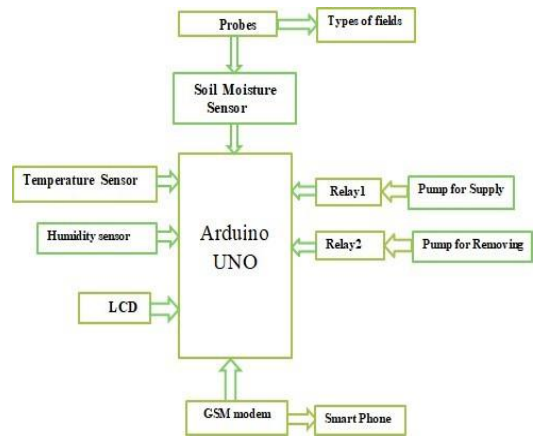 Probes
Types of fields
Soil Moisture
Sensor
Temperature Sensor
Humidity sensor
LCD
Arduino
UNO
Relay1
Pump for Supply
Relay2
Pump for Removing
GSM modem
Smart Phone